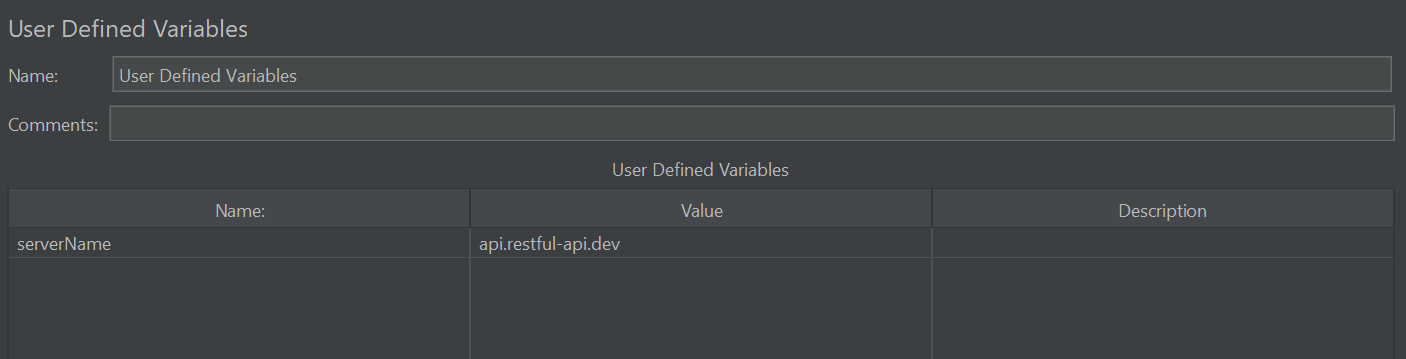 User Defined Variables
Name: User Defined Variables
Comments:
User Defined Variables
Name: Value Description
serverName api.restful-api.dev